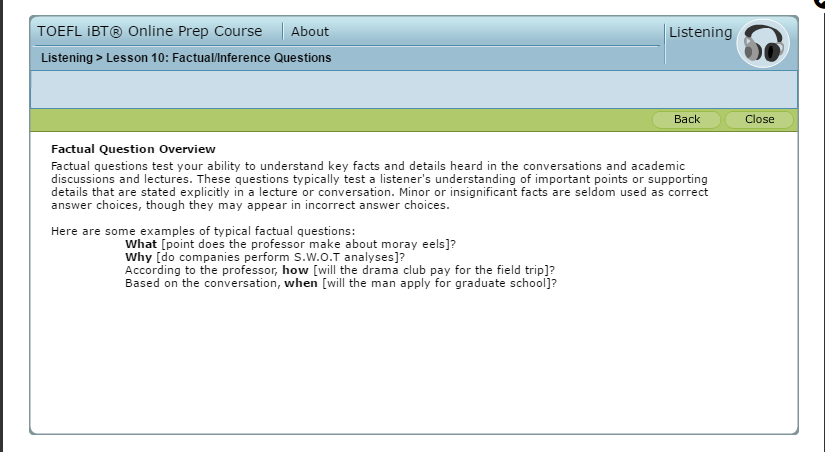 TOEFL iBT® Online Prep Course
About
Listening
Listening > Lesson 10: Factual/Inference Questions
Back
Close
Factual Question Overview
Factual questions test your ability to understand key facts and details heard in the conversations and academic
discussions and lectures. These questions typically test a listener's understanding of important points or supporting
details that are stated explicitly in a lecture or conversation. Minor or insignificant facts are seldom used as correct
answer choices, though they may appear in incorrect answer choices.
Here are some examples of typical factual questions:
What [point does the professor make about moray eels]?
Why [do companies perform S.W.O.T analyses]?
According to the professor, how [will the drama club pay for the field trip]?
Based on the conversation, when [will the man apply for graduate school]?